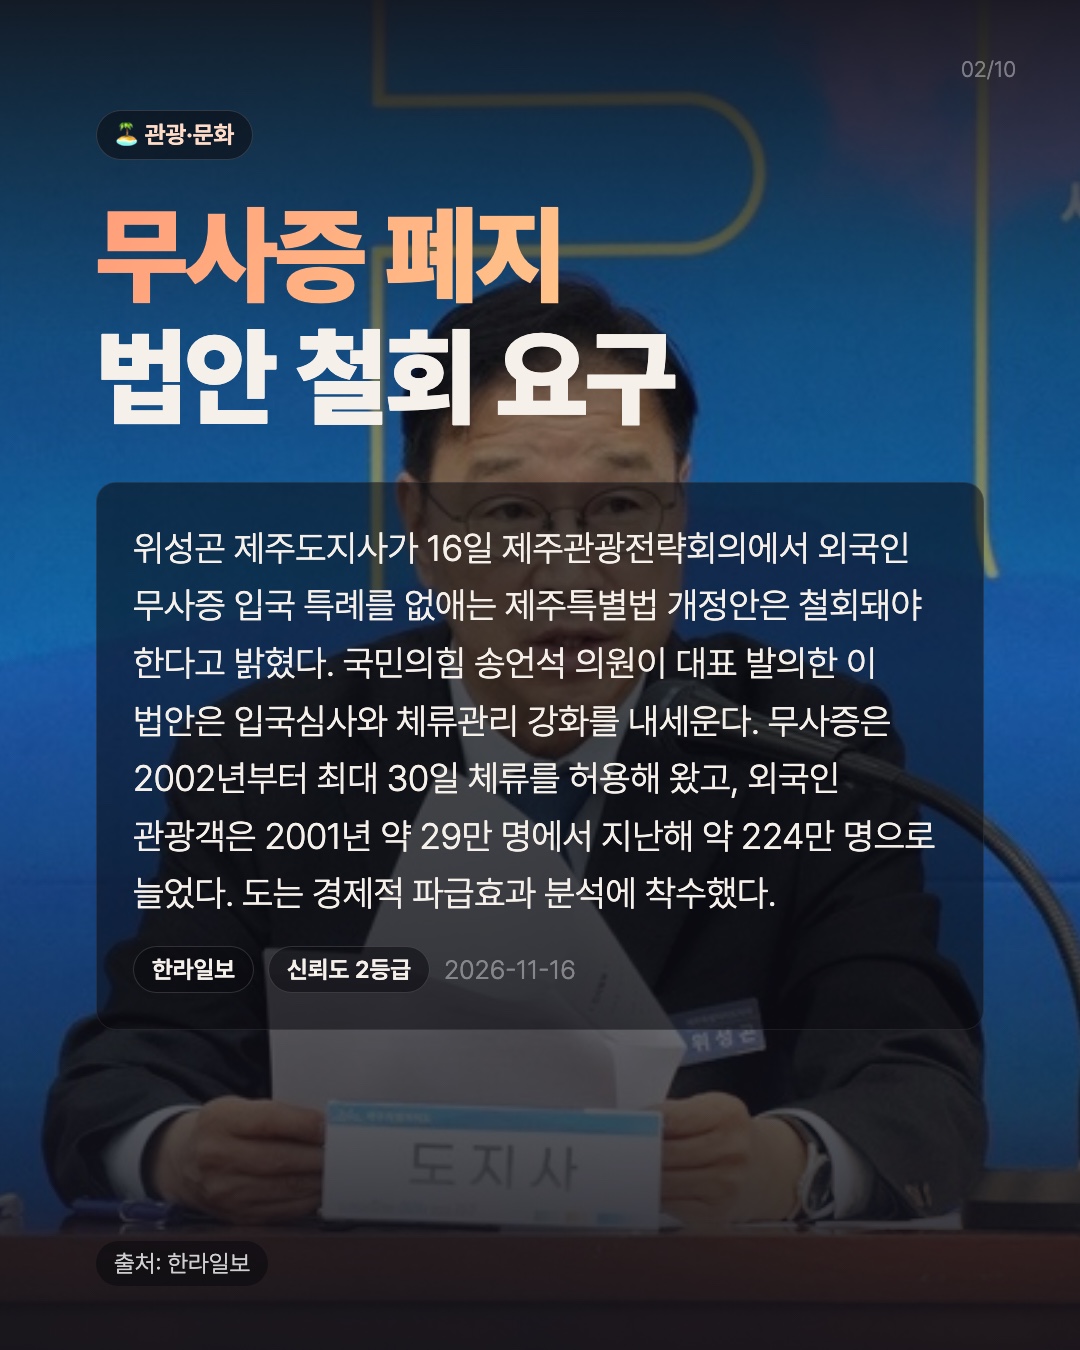 02/10
관광·문화
무사증 폐지
법안 철회 요구
위성곤 제주도지사가 16일 제주관광전략회의에서 외국인
무사증 입국 특례를 없애는 제주특별법 개정안은 철회돼야
한다고 밝혔다. 국민의힘 송언석 의원이 대표 발의한 이
법안은 입국심사와 체류관리 강화를 내세운다. 무사증은
2002년부터 최대 30일 체류를 허용해 왔고, 외국인
관광객은 2001년 약 29만 명에서 지난해 약 224만 명으로
늘었다. 도는 경제적 파급효과 분석에 착수했다.
한라일보 신뢰도 2등급 2026-11-16
위성곤
도지사
출처: 한라일보